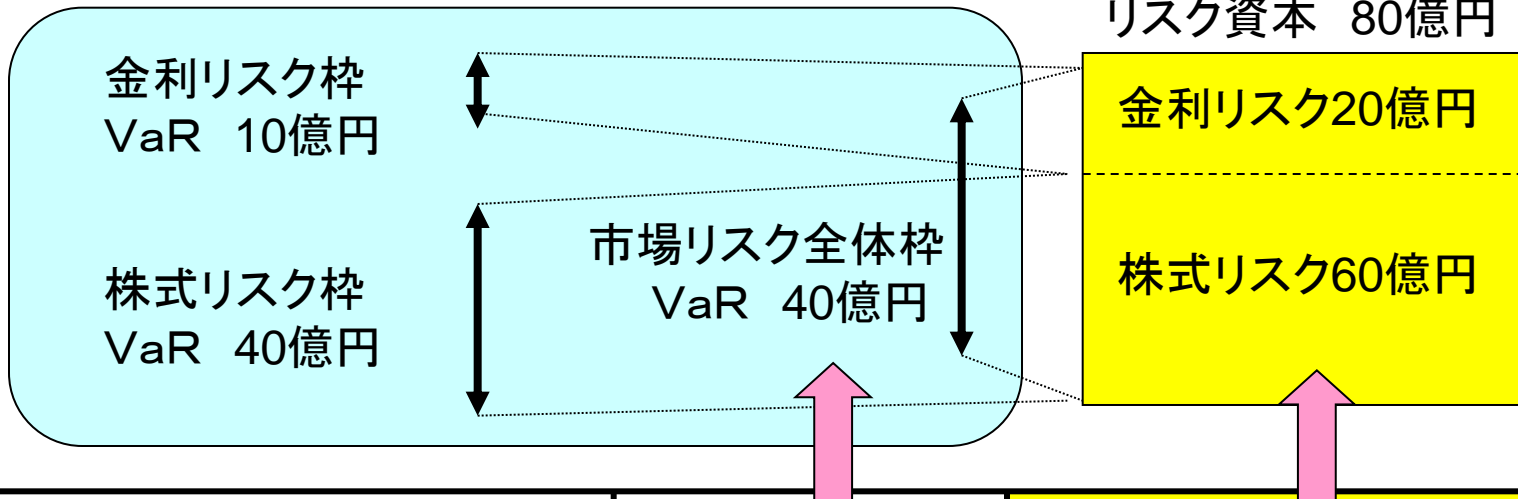 リスク資本 80億円
金利リスク枠
VaR 10億円
金利リスク20億円
市場リスク全体枠
VaR 40億円
株式リスク枠
VaR 40億円
株式リスク60億円